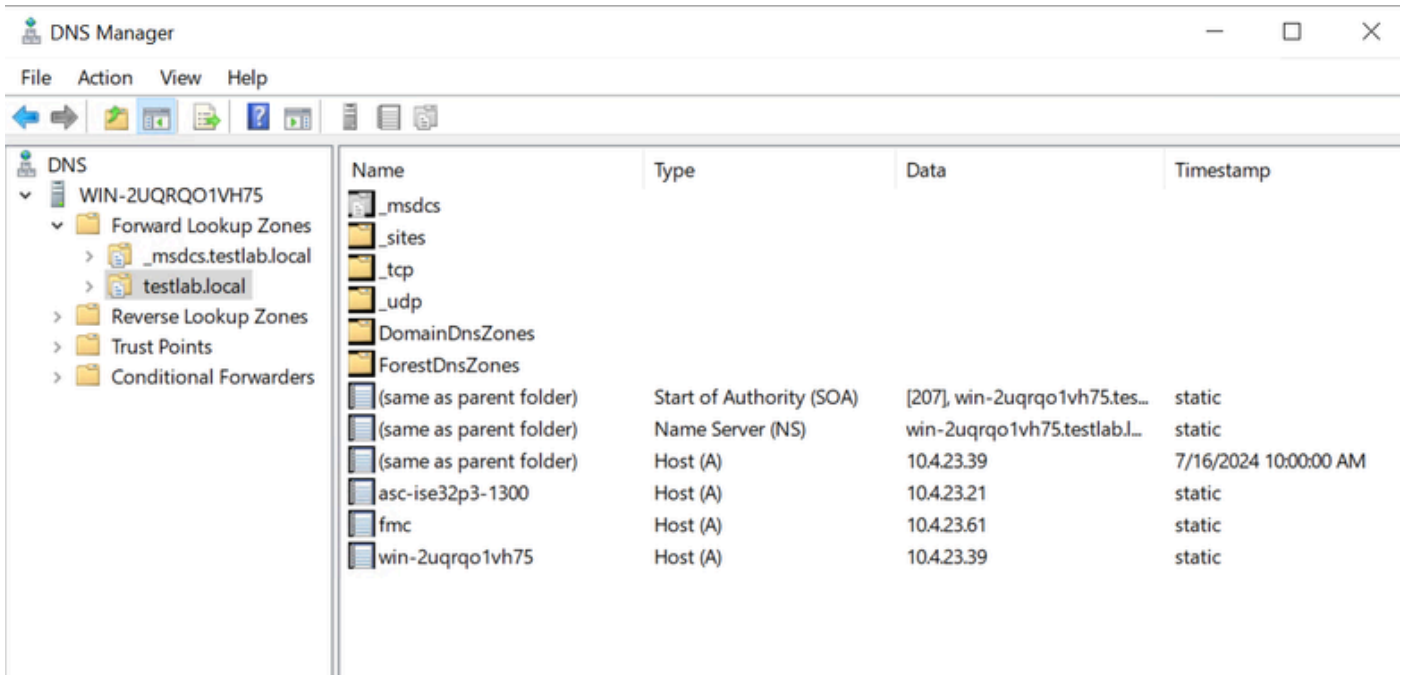 DNS Manager
File Action View Help
DNS
WIN-2UQRQO1VH75
Forward Lookup Zones
_msdcs.testlab.local
testlab.local
Reverse Lookup Zones
Trust Points
Conditional Forwarders
Name Type Data Timestamp
_msdcs
_sites
_tcp
_udp
DomainDnsZones
ForestDnsZones
(same as parent folder) Start of Authority (SOA) [207], win-2uqrqo1vh75.tes... static
(same as parent folder) Name Server (NS) win-2uqrqo1vh75.testlab.l... static
(same as parent folder) Host (A) 10.4.23.39 7/16/2024 10:00:00 AM
asc-ise32p3-1300 Host (A) 10.4.23.21 static
fmc Host (A) 10.4.23.61 static
win-2uqrqo1vh75 Host (A) 10.4.23.39 static